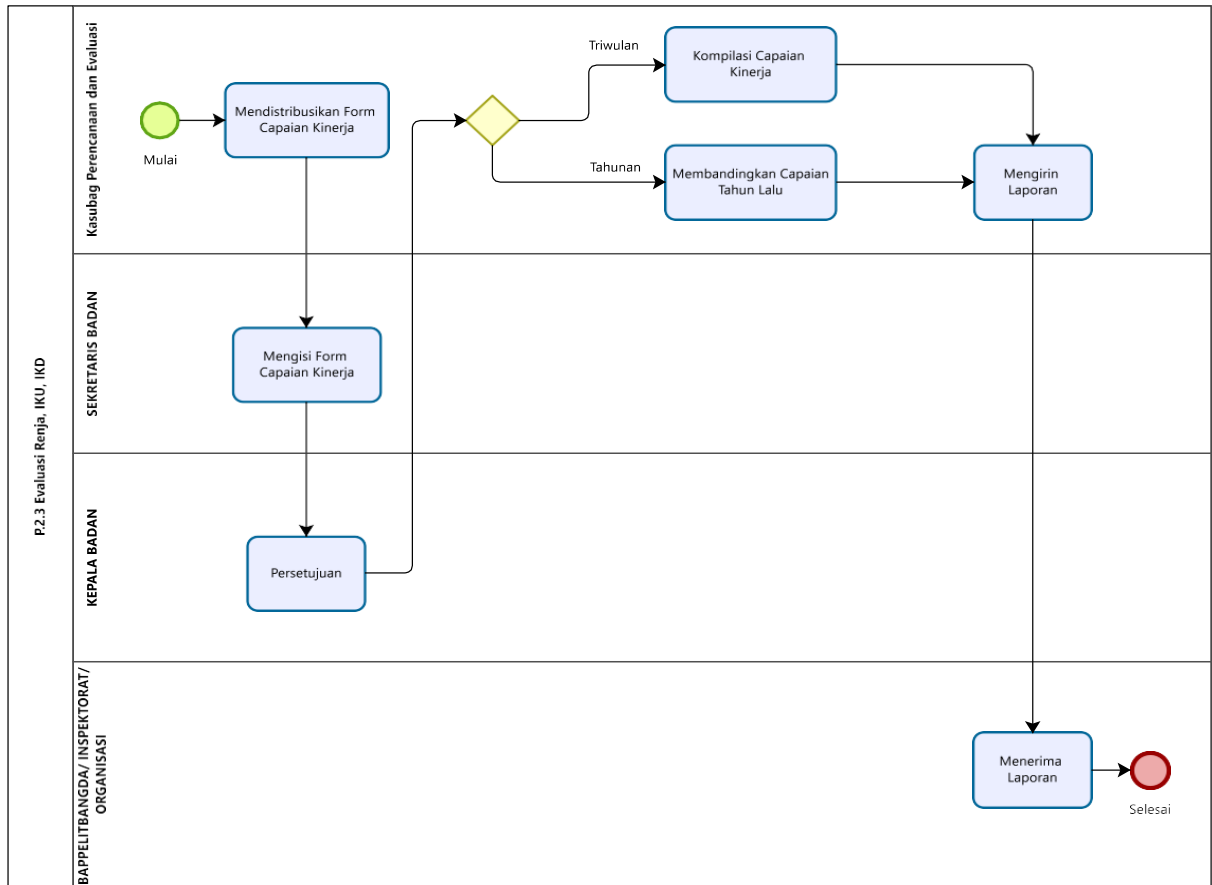 P.2.3 Evaluasi Renja, IKU, IKD
Kasubag Perencanaan dan Evaluasi
Mulai
Mendistribusikan Form
Capaian Kinerja
Triwulan
Kompilasi Capaian
Kinerja
Tahunan
Membandingkan Capaian
Tahun Lalu
Mengirin
Laporan
SEKRETARIS BADAN
Mengisi Form
Capaian Kinerja
KEPALA BADAN
Persetujuan
BAPPELITBANGDA/ INSPEKTORAT/
ORGANISASI
Menerima
Laporan
Selesai